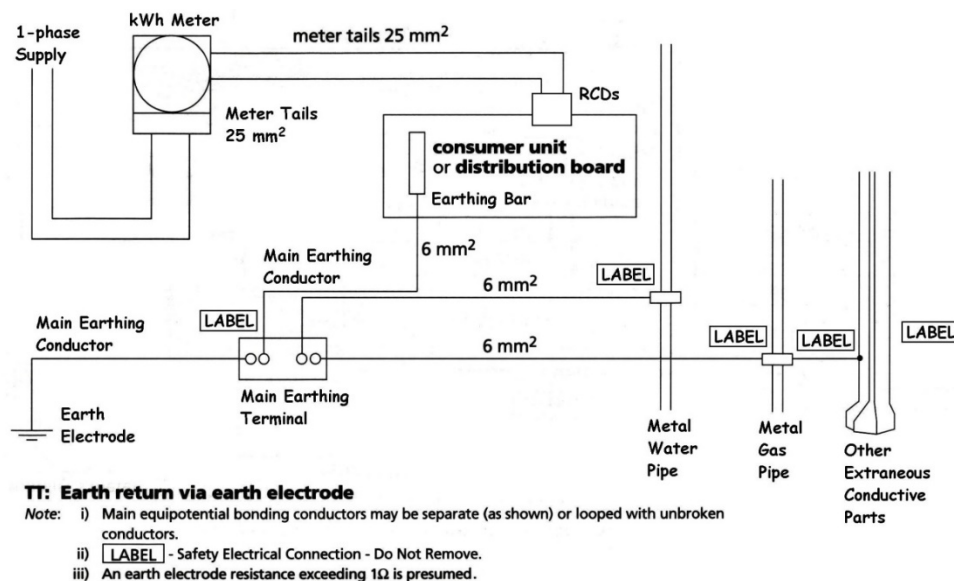 kWh Meter
1-phase
Supply
meter tails 25 mm²
RCDs
Meter Tails
25 mm²
consumer unit
or distribution board
Earthing Bar
6 mm²
Main Earthing
Conductor
6 mm²
LABEL
LABEL
Main Earthing
Conductor
6 mm²
LABEL
LABEL
LABEL
Main Earthing
Terminal
Earth
Electrode
Metal
Water
Pipe
Metal
Gas
Pipe
Other
Extraneous
Conductive
Parts
TT: Earth return via earth electrode
Note: i) Main equipotential bonding conductors may be separate (as shown) or looped with unbroken
conductors.
ii) LABEL - Safety Electrical Connection - Do Not Remove.
iii) An earth electrode resistance exceeding 1Ω is presumed.